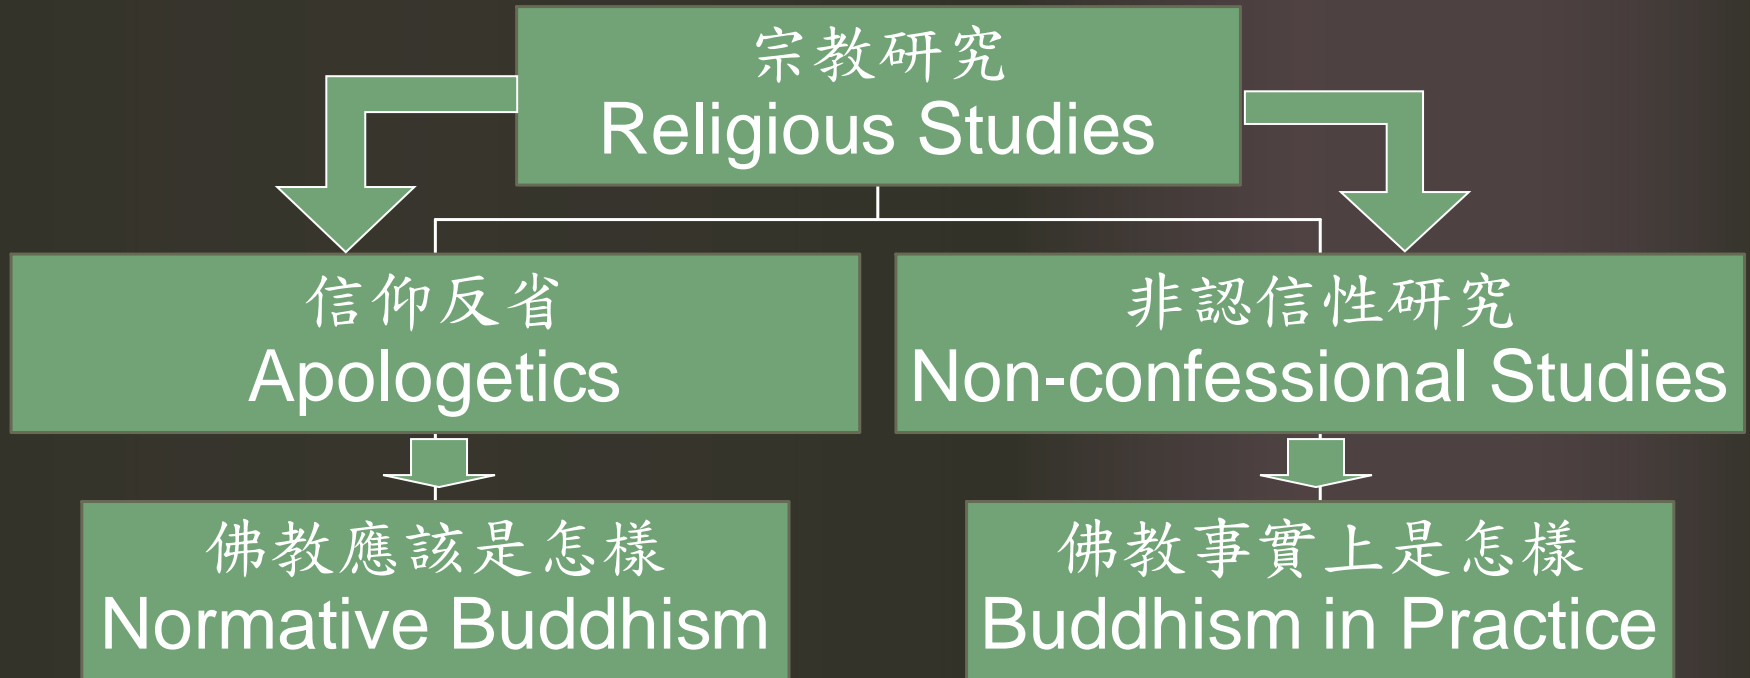 宗教研究
Religious Studies
信仰反省
Apologetics
非認信性研究
Non-confessional Studies
佛教應該是怎樣
Normative Buddhism
佛教事實上是怎樣
Buddhism in Practice